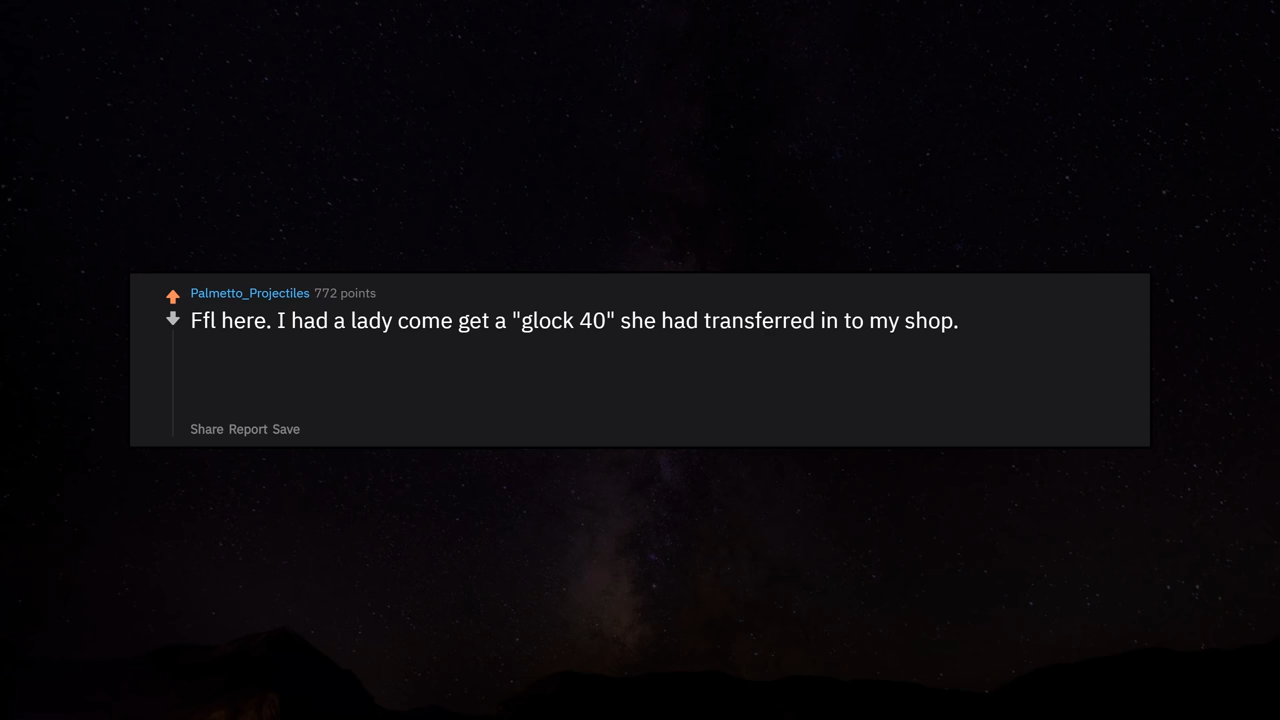 Palmetto_Projectiles 772 points
Ffl here. I had a lady come get a "glock 40" she had transferred in to my shop.
Share Report Save